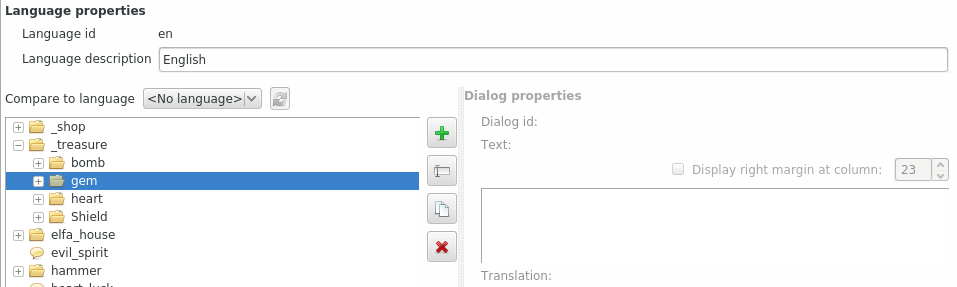 Language properties
Language id en
Language description English
Compare to language <No language>
Dialog properties
_shop
_treasure
bomb
gem
heart
Shield
elfa_house
evil_spirit
hammer
Dialog id:
Text:
Display right margin at column: 23
Translation: